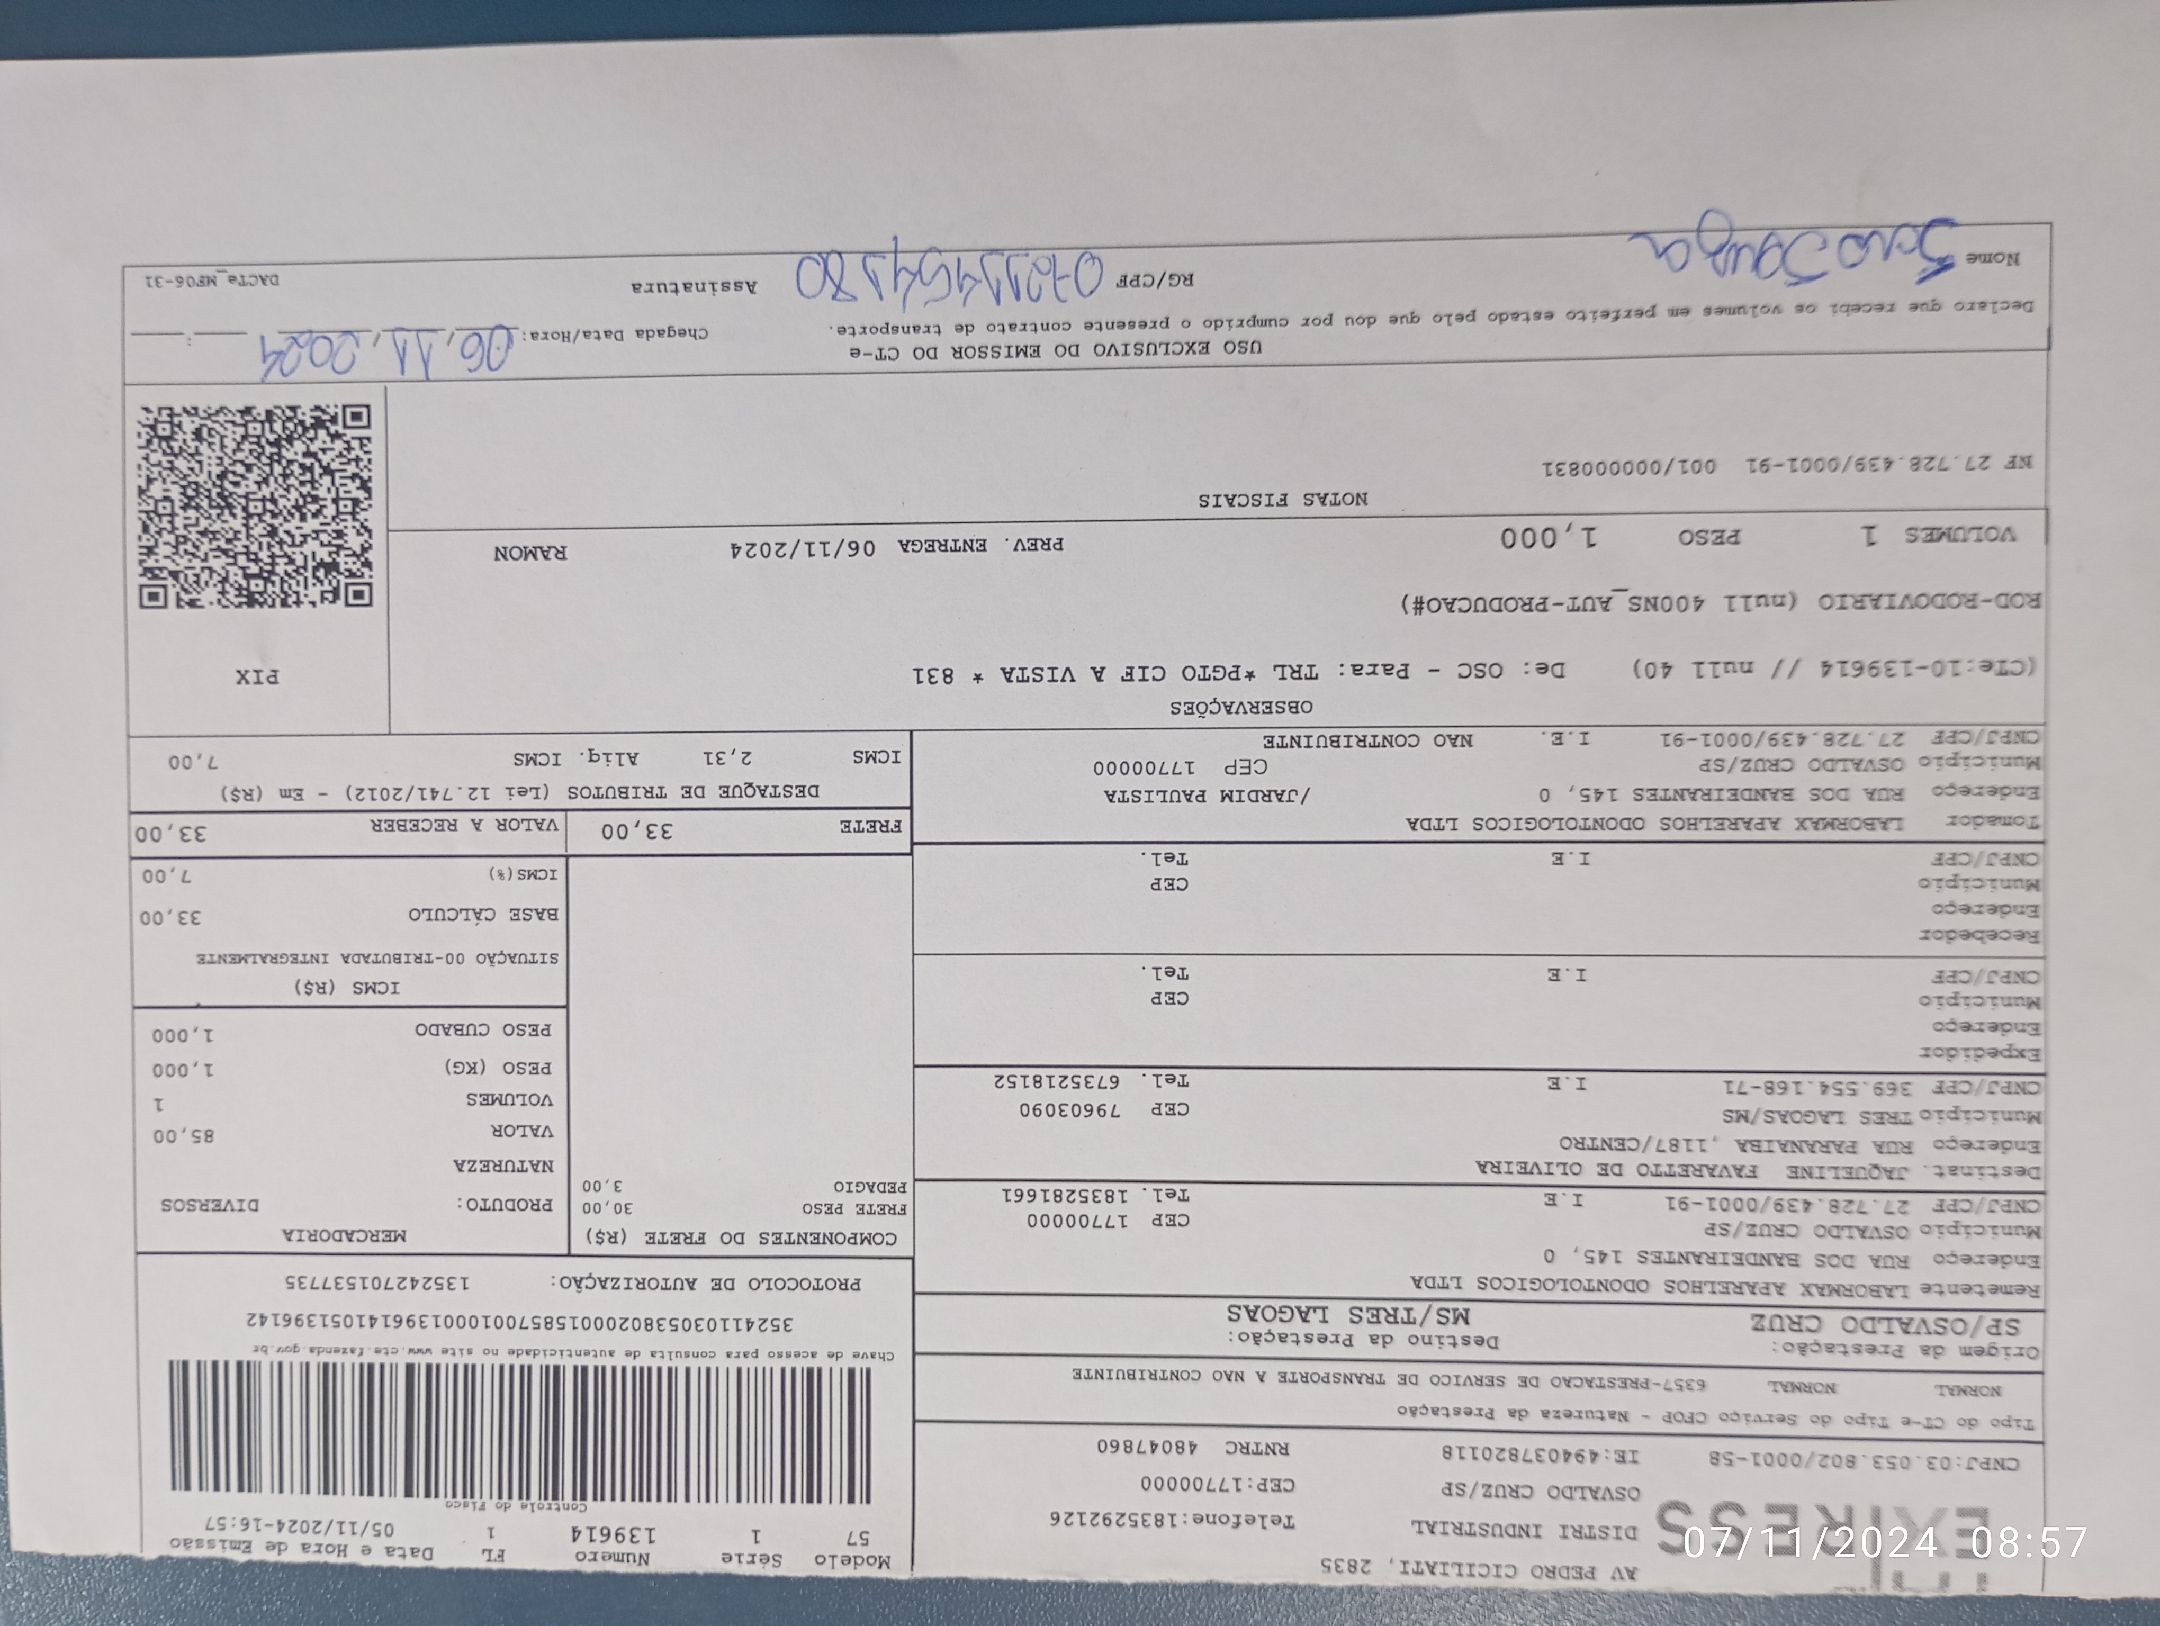 AV PEDRO CICILIATI, 2835
EXPRESS DISTRI INDUSTRIAL Telefone:1835292126
OSVALDO CRUZ/SP CEP:17700000
CNPJ:03.053.802/0001-58 IE:494037820118 RNTRC 48047860
Tipo do CT-e Tipo do Serviço CFOP - Natureza da Prestação
NORMAL NORMAL 6357-PRESTACAO DE SERVICO DE TRANSPORTE A NAO CONTRIBUINTE
Origem da Prestação: Destino da Prestação:
SP/OSVALDO CRUZ MS/TRES LAGOAS
Remetente LABORMAX APARELHOS ODONTOLOGICOS LTDA
Endereço RUA DOS BANDEIRANTES 145, 0
Município OSVALDO CRUZ/SP CEP 17700000
CNPJ/CPF 27.728.439/0001-91 I.E Tel. 1835281661
Destinat. JAQUELINE FAVARETTO DE OLIVEIRA
Endereço RUA PARANAIBA ,1187/CENTRO
Município TRES LAGOAS/MS CEP 79603090
CNPJ/CPF 369.554.168-71 I.E Tel. 6735218152
Expedidor
Endereço
Município CEP
CNPJ/CPF I.E Tel.
Recebedor
Endereço
Município CEP
CNPJ/CPF I.E Tel.
Tomador LABORMAX APARELHOS ODONTOLOGICOS LTDA
Endereço RUA DOS BANDEIRANTES 145, 0 /JARDIM PAULISTA
Município OSVALDO CRUZ/SP CEP 17700000
CNPJ/CPF 27.728.439/0001-91 I.E. NAO CONTRIBUINTE
Modelo Série Numero FL Data e Hora de Emissão
57 1 139614 1 05/11/2024-16:57
Controle do Fisco
Chave de acesso para consulta de autenticidade no site www.cte.fazenda.gov.br
35241103053802000158570010001396141051396142
PROTOCOLO DE AUTORIZAÇÃO: 135242701537735
COMPONENTES DO FRETE (R$)
FRETE PESO 30,00
PEDAGIO 3,00
MERCADORIA
PRODUTO: DIVERSOS
NATUREZA
VALOR 85,00
VOLUMES 1
PESO (KG) 1,000
PESO CUBADO 1,000
ICMS (R$)
SITUAÇÃO 00-TRIBUTADA INTEGRALMENTE
BASE CÁLCULO 33,00
ICMS(%) 7,00
FRETE 33,00 VALOR A RECEBER 33,00
DESTAQUE DE TRIBUTOS (Lei 12.741/2012) - Em (R$)
ICMS 2,31 Aliq. ICMS 7,00
OBSERVAÇÕES
(CTe:10-139614 // null 40) De: OSC - Para: TRL *PGTO CIF A VISTA * 831
ROD-RODOVIARIO (null 400NS_AUT-PRODUCAO#)
VOLUMES 1 PESO 1,000 PREV. ENTREGA 06/11/2024 RAMON
PIX
NOTAS FISCAIS
NF 27.728.439/0001-91 001/000000831
USO EXCLUSIVO DO EMISSOR DO CT-e
Declaro que recebi os volumes em perfeito estado pelo que dou por cumprido o presente contrato de transporte.
Chegada Data/Hora: 06/11/2024 :
Nome RG/CPF Assinatura
DACTe_MF06-31
07/11/2024 08:57